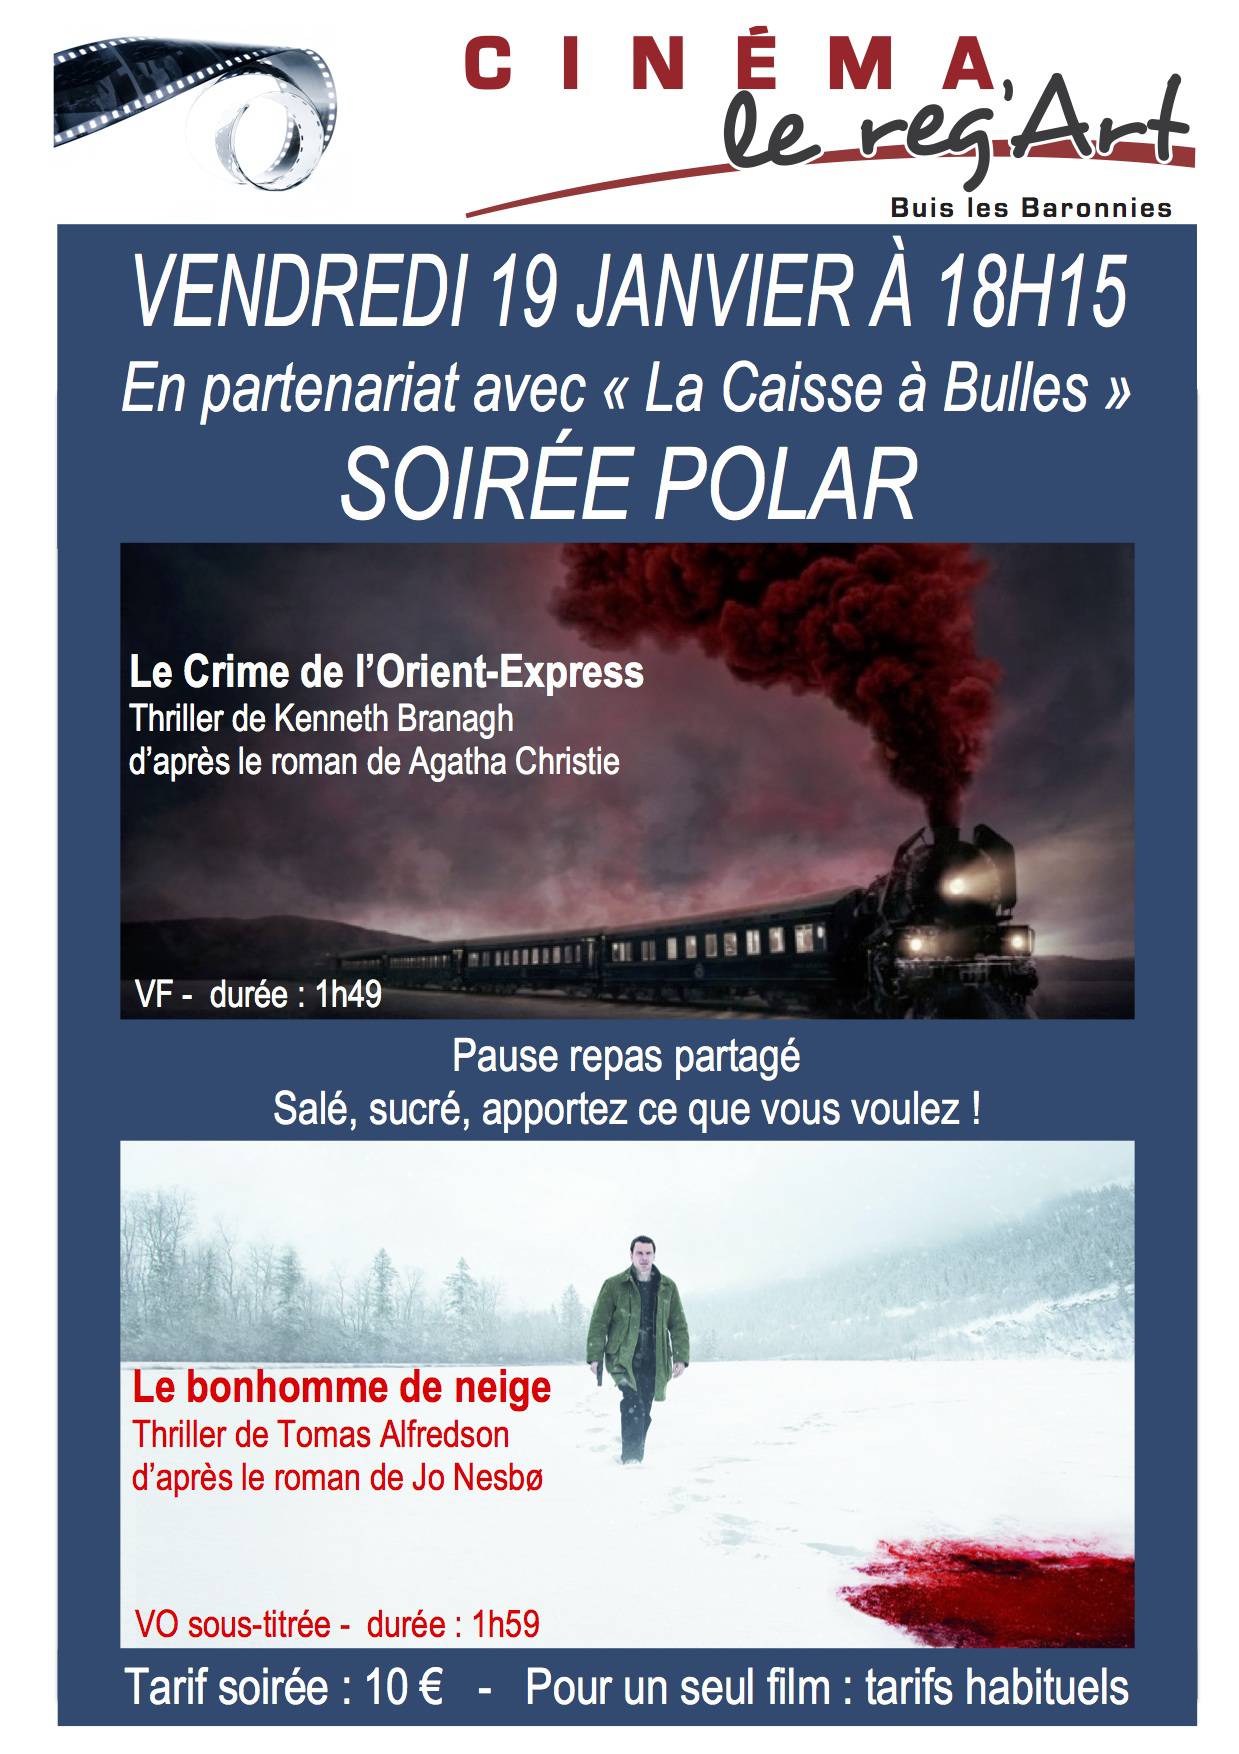 CINÉMA
le reg'Art
Buis les Baronnies
VENDREDI 19 JANVIER À 18H15
En partenariat avec « La Caisse à Bulles »
SOIRÉE POLAR
Le Crime de l’Orient-Express
Thriller de Kenneth Branagh
d’après le roman de Agatha Christie
VF - durée : 1h49
Pause repas partagé
Salé, sucré, apportez ce que vous voulez !
Le bonhomme de neige
Thriller de Tomas Alfredson
d’après le roman de Jo Nesbø
VO sous-titrée - durée : 1h59
Tarif soirée : 10 € - Pour un seul film : tarifs habituels